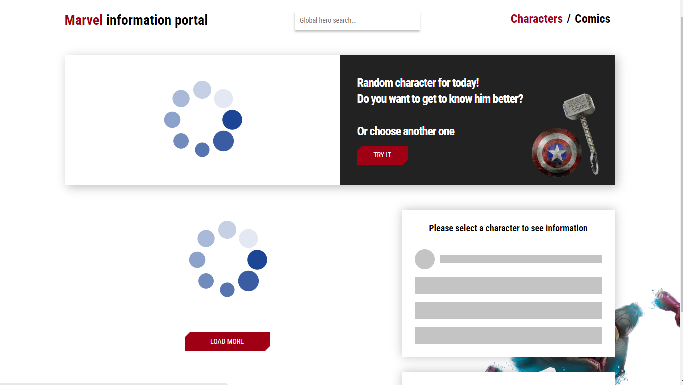 Marvel information portal
Global hero search...
Characters / Comics
Random character for today!
Do you want to get to know him better?
Or choose another one
TRY IT
Please select a character to see information
LOAD MORE